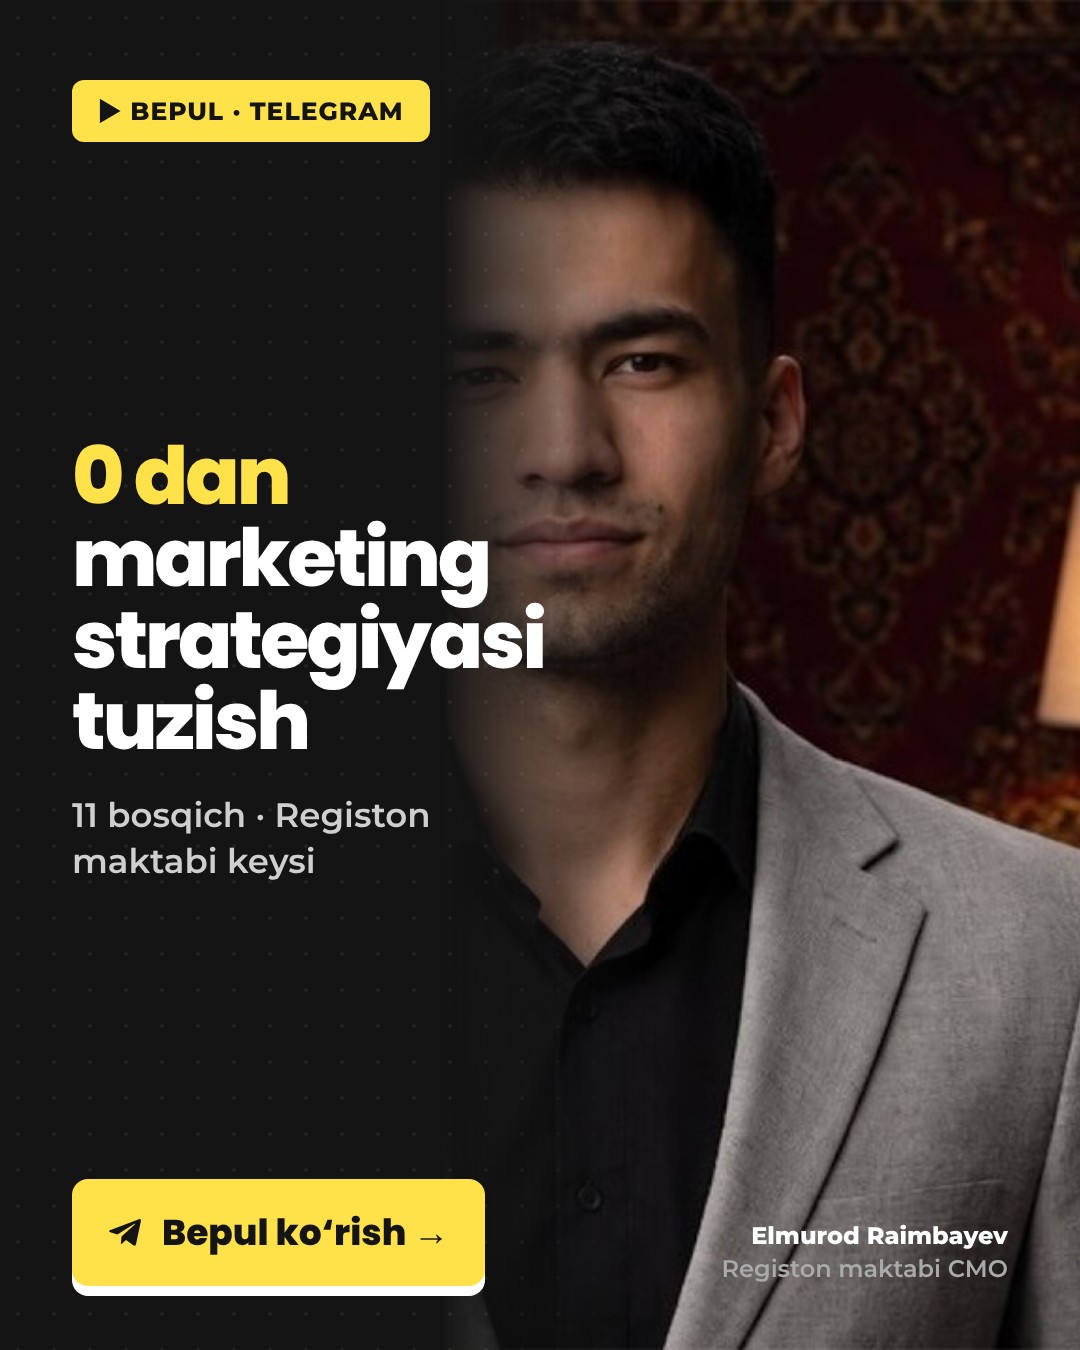 ▶ BEPUL · TELEGRAM
0 dan
marketing
strategiyasi
tuzish
11 bosqich · Registon
maktabi keysi
Bepul ko‘rish →
Elmurod Raimbayev
Registon maktabi CMO